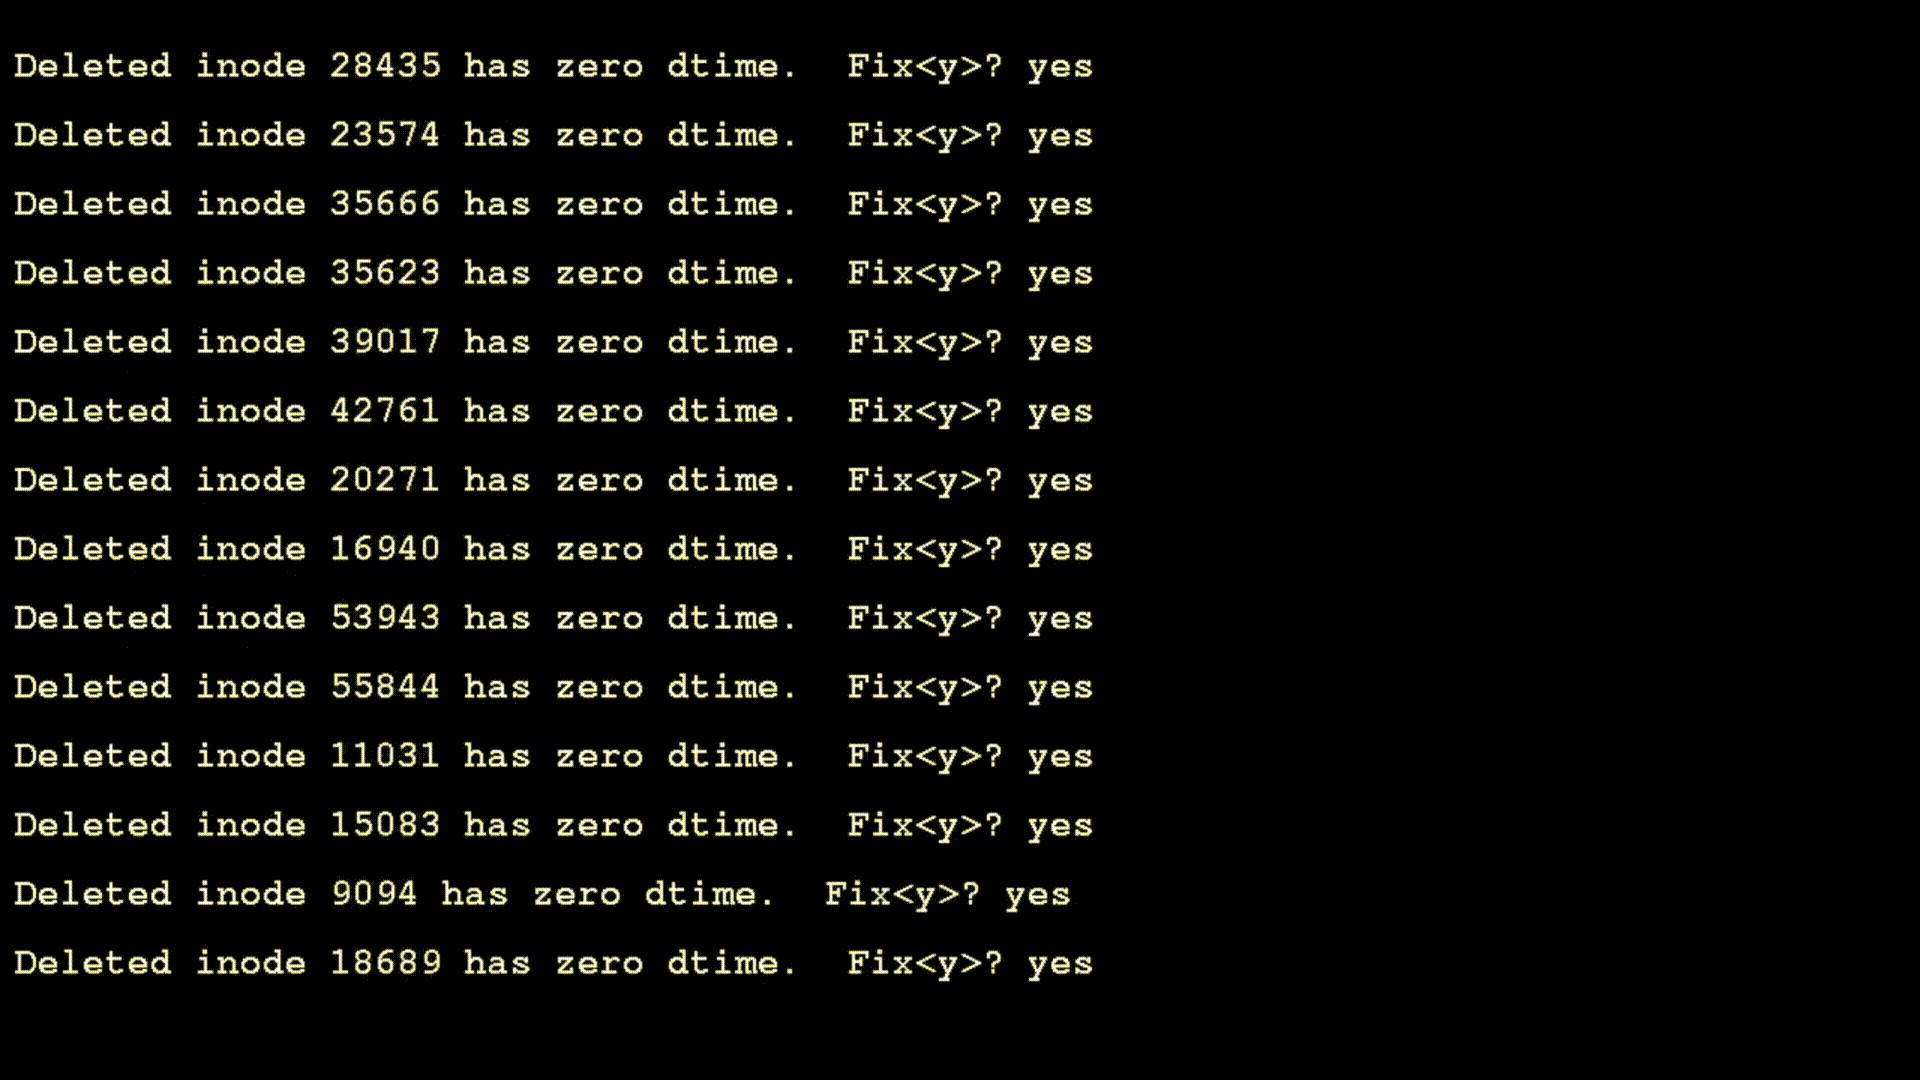 Deleted inode 28435 has zero dtime.  Fix<y>? yes
Deleted inode 23574 has zero dtime.  Fix<y>? yes
Deleted inode 35666 has zero dtime.  Fix<y>? yes
Deleted inode 35623 has zero dtime.  Fix<y>? yes
Deleted inode 39017 has zero dtime.  Fix<y>? yes
Deleted inode 42761 has zero dtime.  Fix<y>? yes
Deleted inode 20271 has zero dtime.  Fix<y>? yes
Deleted inode 16940 has zero dtime.  Fix<y>? yes
Deleted inode 53943 has zero dtime.  Fix<y>? yes
Deleted inode 55844 has zero dtime.  Fix<y>? yes
Deleted inode 11031 has zero dtime.  Fix<y>? yes
Deleted inode 15083 has zero dtime.  Fix<y>? yes
Deleted inode 9094 has zero dtime.  Fix<y>? yes
Deleted inode 18689 has zero dtime.  Fix<y>? yes